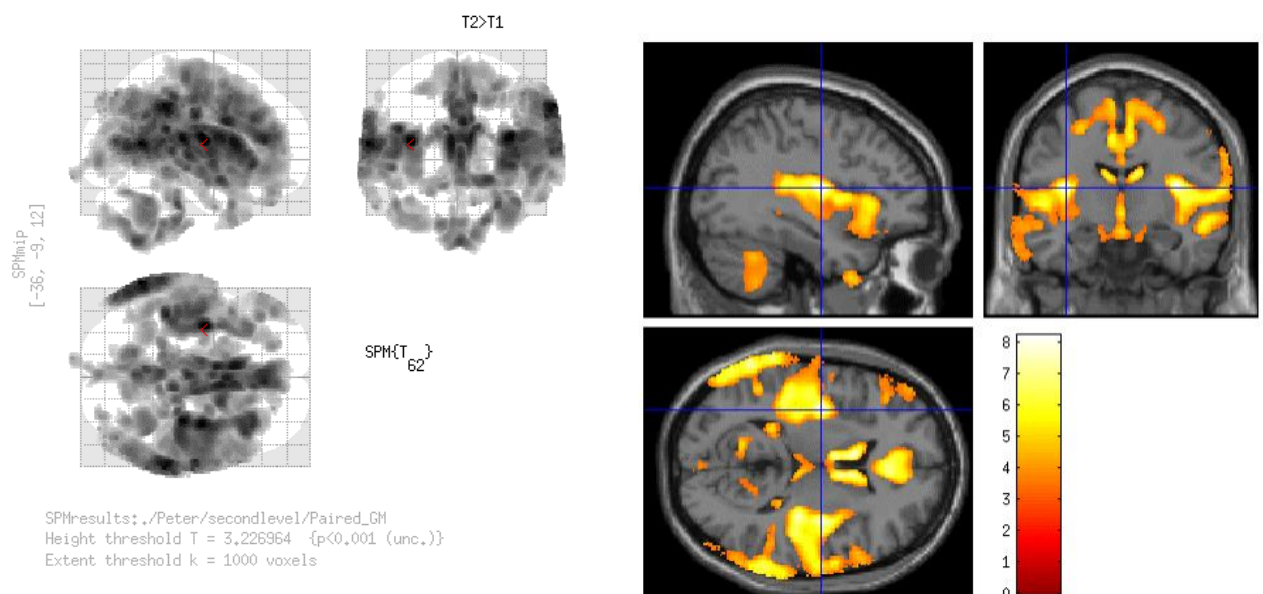 T2>T1
SPMmip
[-36, -9, 12]
SPM{T
62
}
SPMresults:./Peter/secondlevel/Paired_GM
Height threshold T = 3.226964 {p<0.001 (unc.)}
Extent threshold k = 1000 voxels
8
7
6
5
4
3
2
1
0